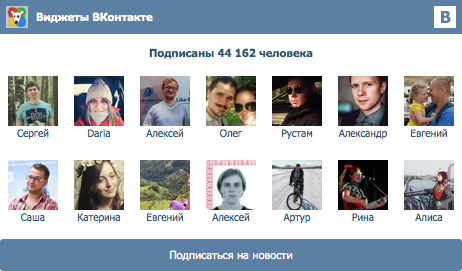 Виджеты ВКонтакте
B
Подписаны 44 162 человека
Сергей Daria Алексей Олег Рустам Александр Евгений
Саша Катерина Евгений Алексей Артур Рина Алиса
Подписаться на новости